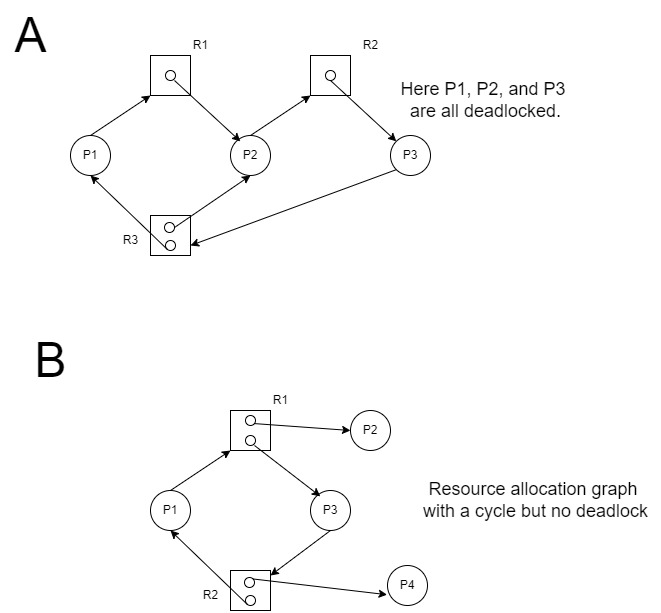 A
R1
R2
Here P1, P2, and P3
are all deadlocked.
P1
P2
P3
R3
B
R1
P2
Resource allocation graph
with a cycle but no deadlock
P1
P3
R2
P4